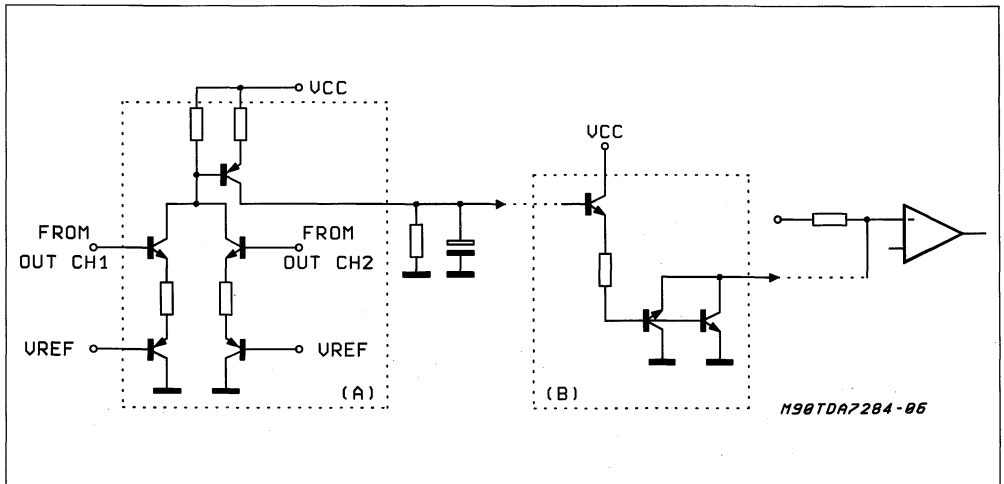 VCC
VCC
FROM
OUT CH1
FROM
OUT CH2
VREF
VREF
(A)
(B)
-
M90TDA7284-06